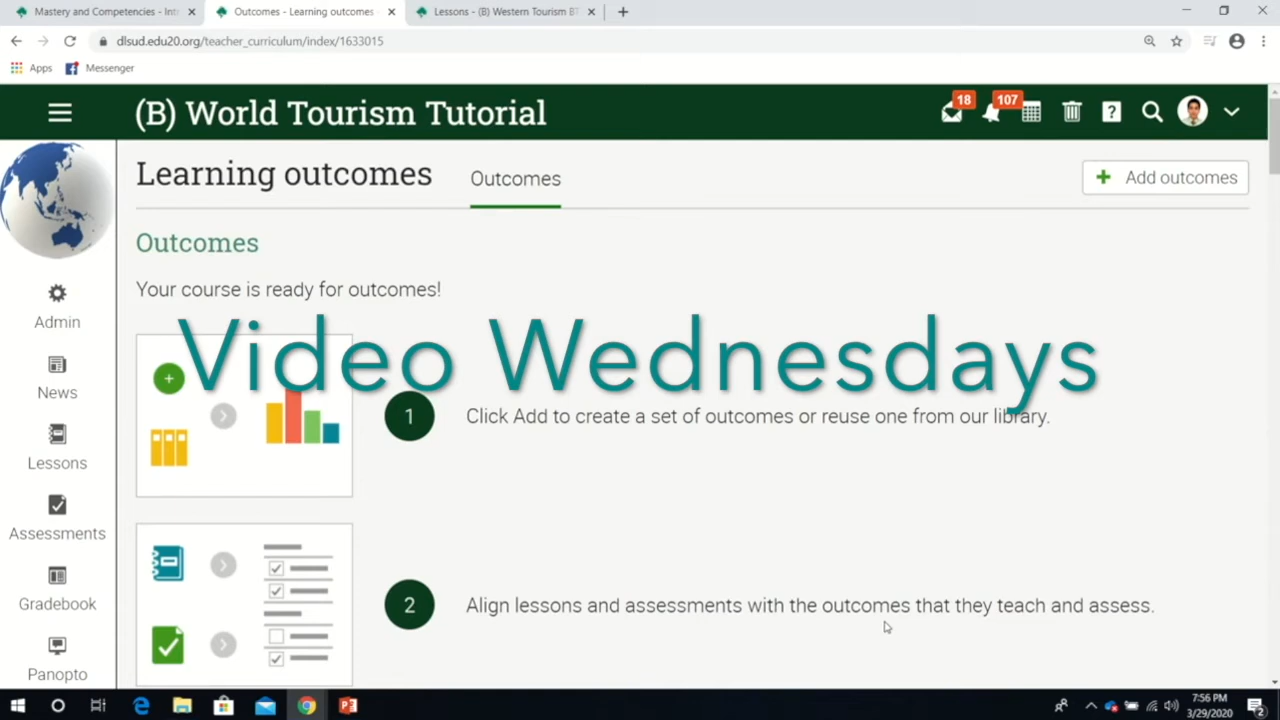 Mastery and Competencies - Intr
Outcomes - Learning outcomes
Lessons - (B) Western Tourism BT
dlsud.edu20.org/teacher_curriculum/index/1633015
Apps
Messenger
(B) World Tourism Tutorial
18
107
?
Learning outcomes
Outcomes
Add outcomes
Outcomes
Your course is ready for outcomes!
Admin
News
Lessons
Assessments
Gradebook
Panopto
Video Wednesdays
1
Click Add to create a set of outcomes or reuse one from our library.
2
Align lessons and assessments with the outcomes that they teach and assess.
7:56 PM
3/29/2020
2